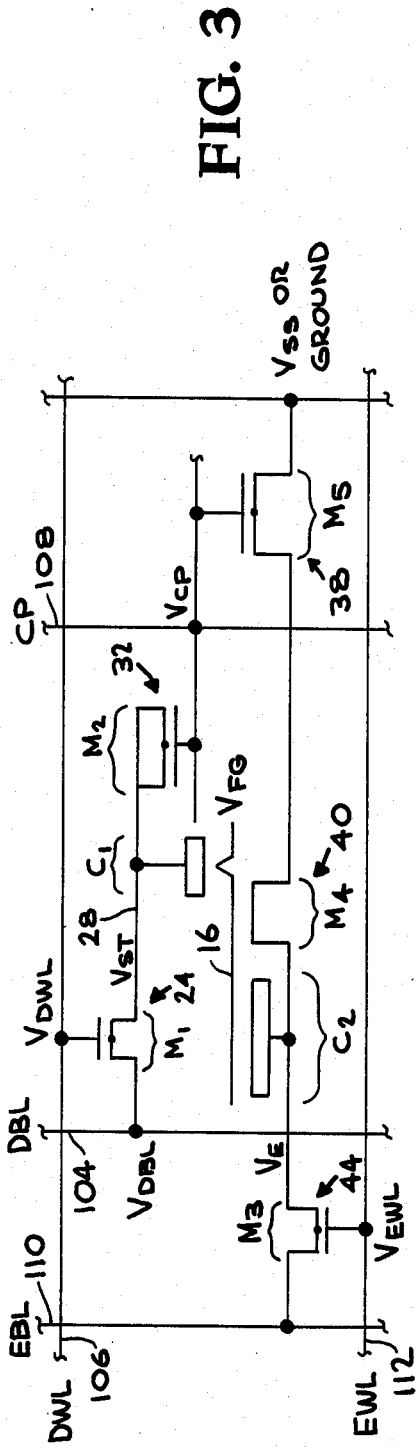 FIG. 3
EBL
110
DBL
104
CP
108
DWL
106
VDWL
VDBL
M1
24
VST
28
C1
M2
32
VCP
VFG
16
M3
44
VE
C2
M4
40
M5
38
VSS OR
GROUND
EWL
112
VEWL